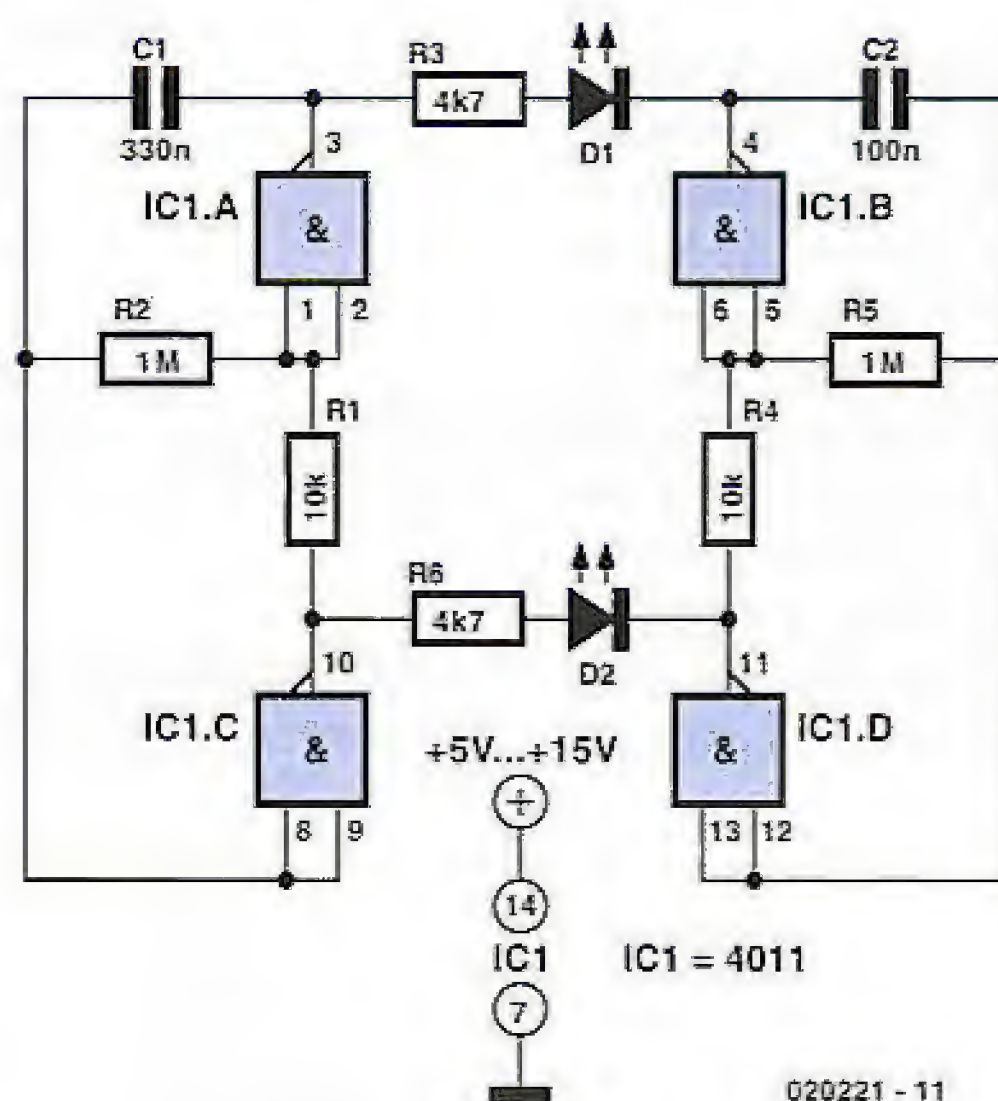 C1
330n
R3
4k7
D1
C2
100n
3
4
IC1.A
&
IC1.B
&
1
2
6
5
R2
1M
R5
1M
R1
10k
R4
10k
R6
4k7
D2
10
11
IC1.C
&
IC1.D
&
8
9
13
12
+5V...+15V
+
14
IC1
7
IC1 = 4011
020221 - 11